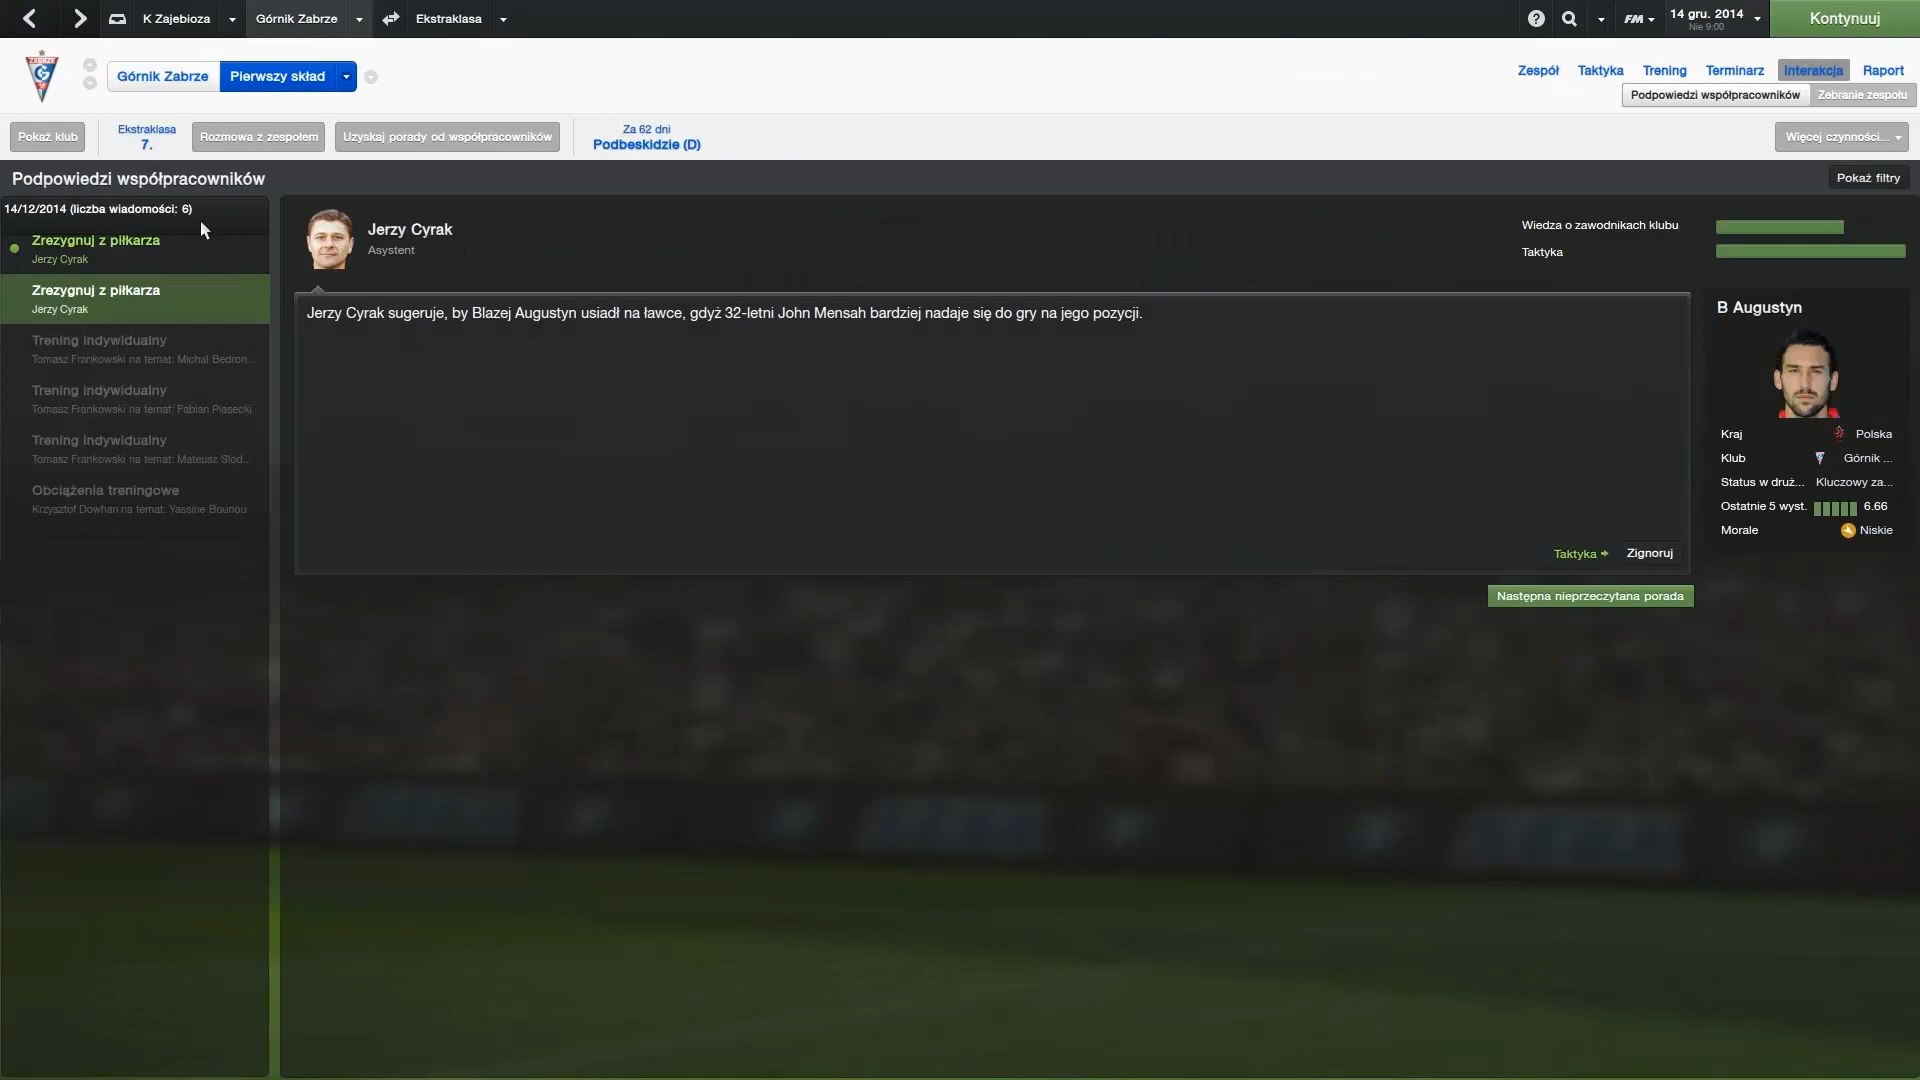 K Zajebioza
Górnik Zabrze
Ekstraklasa
FM
14 gru. 2014
Nie 9:00
Kontynuuj
ZABRZE
Górnik Zabrze
Pierwszy skład
Zespół
Taktyka
Trening
Terminarz
Interakcja
Raport
Podpowiedzi współpracowników
Zebranie zespołu
Pokaż klub
Ekstraklasa
7.
Rozmowa z zespołem
Uzyskaj porady od współpracowników
Za 62 dni
Podbeskidzie (D)
Więcej czynności...
Podpowiedzi współpracowników
Pokaż filtry
14/12/2014 (liczba wiadomości: 6)
Zrezygnuj z piłkarza
Jerzy Cyrak
Zrezygnuj z piłkarza
Jerzy Cyrak
Trening indywidualny
Tomasz Frankowski na temat: Michal Bedron...
Trening indywidualny
Tomasz Frankowski na temat: Fabian Piasecki
Trening indywidualny
Tomasz Frankowski na temat: Mateusz Slod...
Obciążenia treningowe
Krzysztof Dowhan na temat: Yassine Bounou
Jerzy Cyrak
Asystent
Wiedza o zawodnikach klubu
Taktyka
Jerzy Cyrak sugeruje, by Blazej Augustyn usiadł na ławce, gdyż 32-letni John Mensah bardziej nadaje się do gry na jego pozycji.
Taktyka
Zignoruj
Następna nieprzeczytana porada
B Augustyn
Kraj
Polska
Klub
Górnik ...
Status w druż...
Kluczowy za...
Ostatnie 5 wyst.
6.66
Morale
Niskie